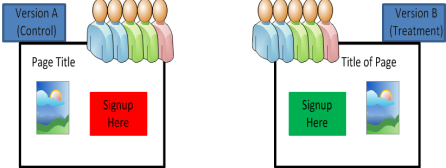 Version A
(Control)
Page Title
Signup
Here
Version B
(Treatment)
Title of Page
Signup
Here